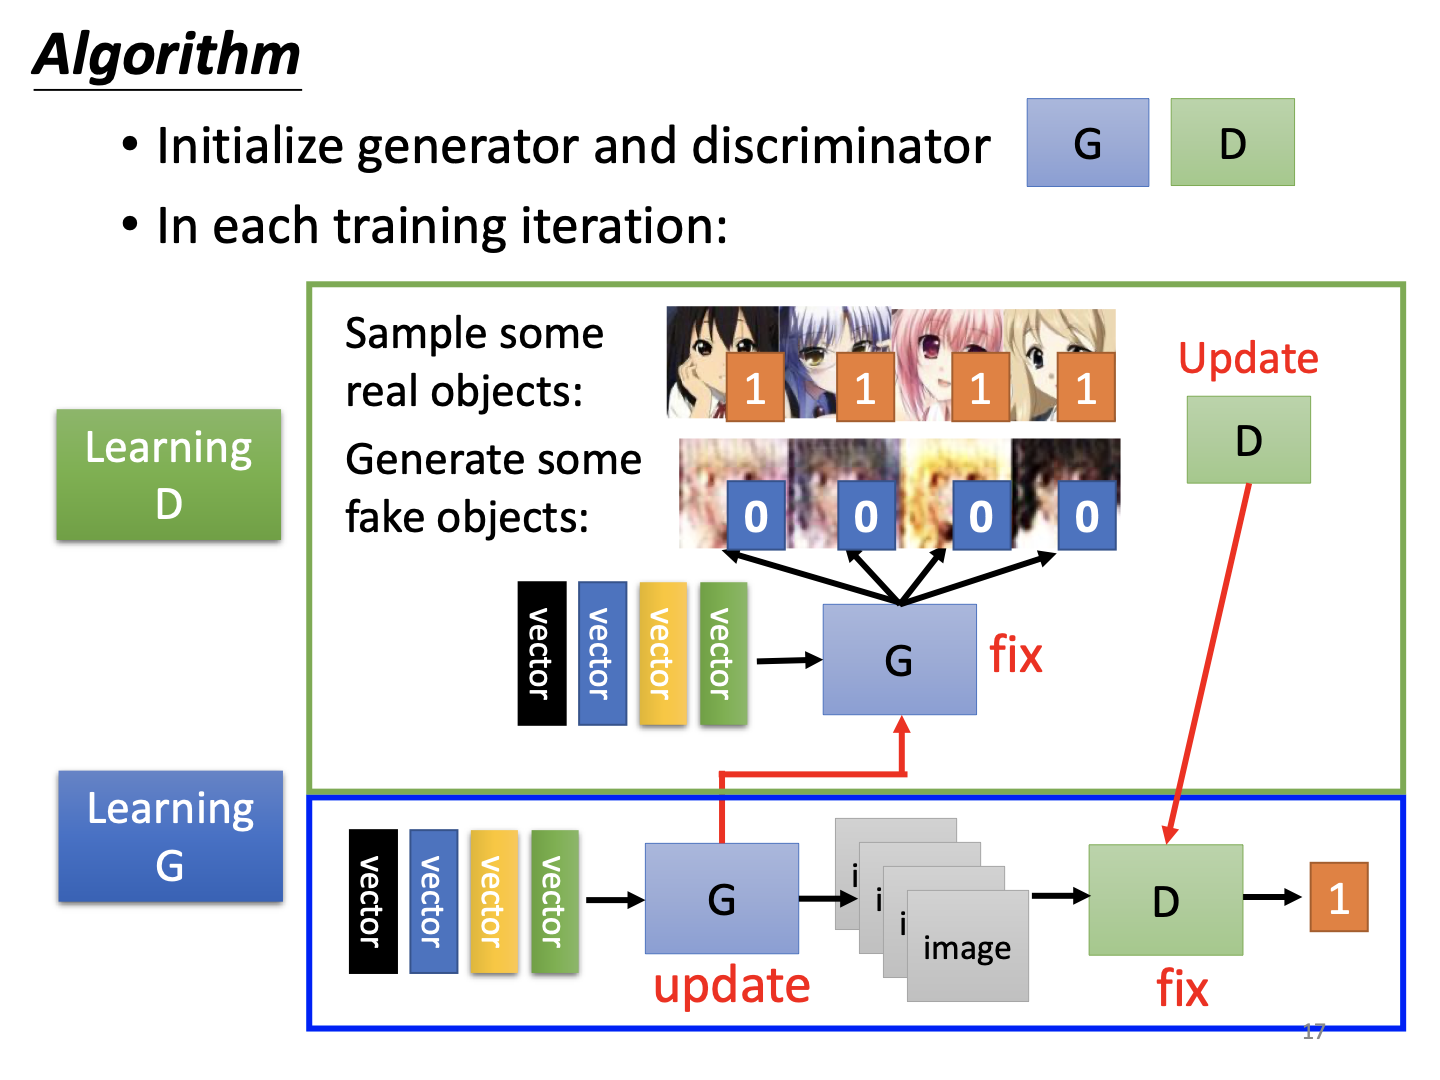 Algorithm
• Initialize generator and discriminator
G
D
• In each training iteration:
Learning
D
Sample some
real objects:
1
1
1
1
Generate some
fake objects:
0
0
0
0
Update
D
vector
vector
vector
vector
G
fix
Learning
G
vector
vector
vector
vector
G
update
i
i
i
image
D
fix
1
17